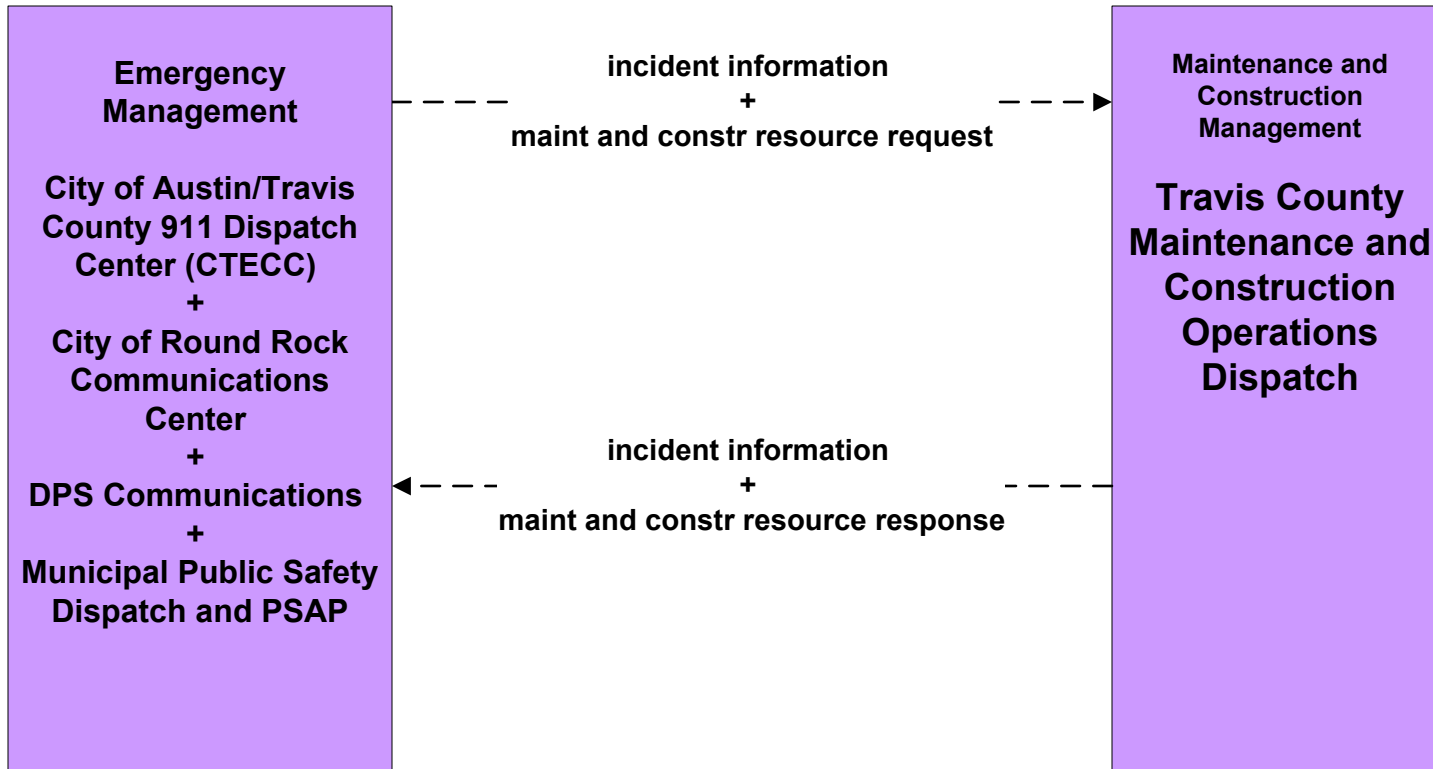 Emergency
Management
City of Austin/Travis
County 911 Dispatch
Center (CTECC)
+
City of Round Rock
Communications
Center
+
DPS Communications
+
Municipal Public Safety
Dispatch and PSAP
incident information
+
maint and constr resource request
incident information
+
maint and constr resource response
Maintenance and
Construction
Management
Travis County
Maintenance and
Construction
Operations
Dispatch